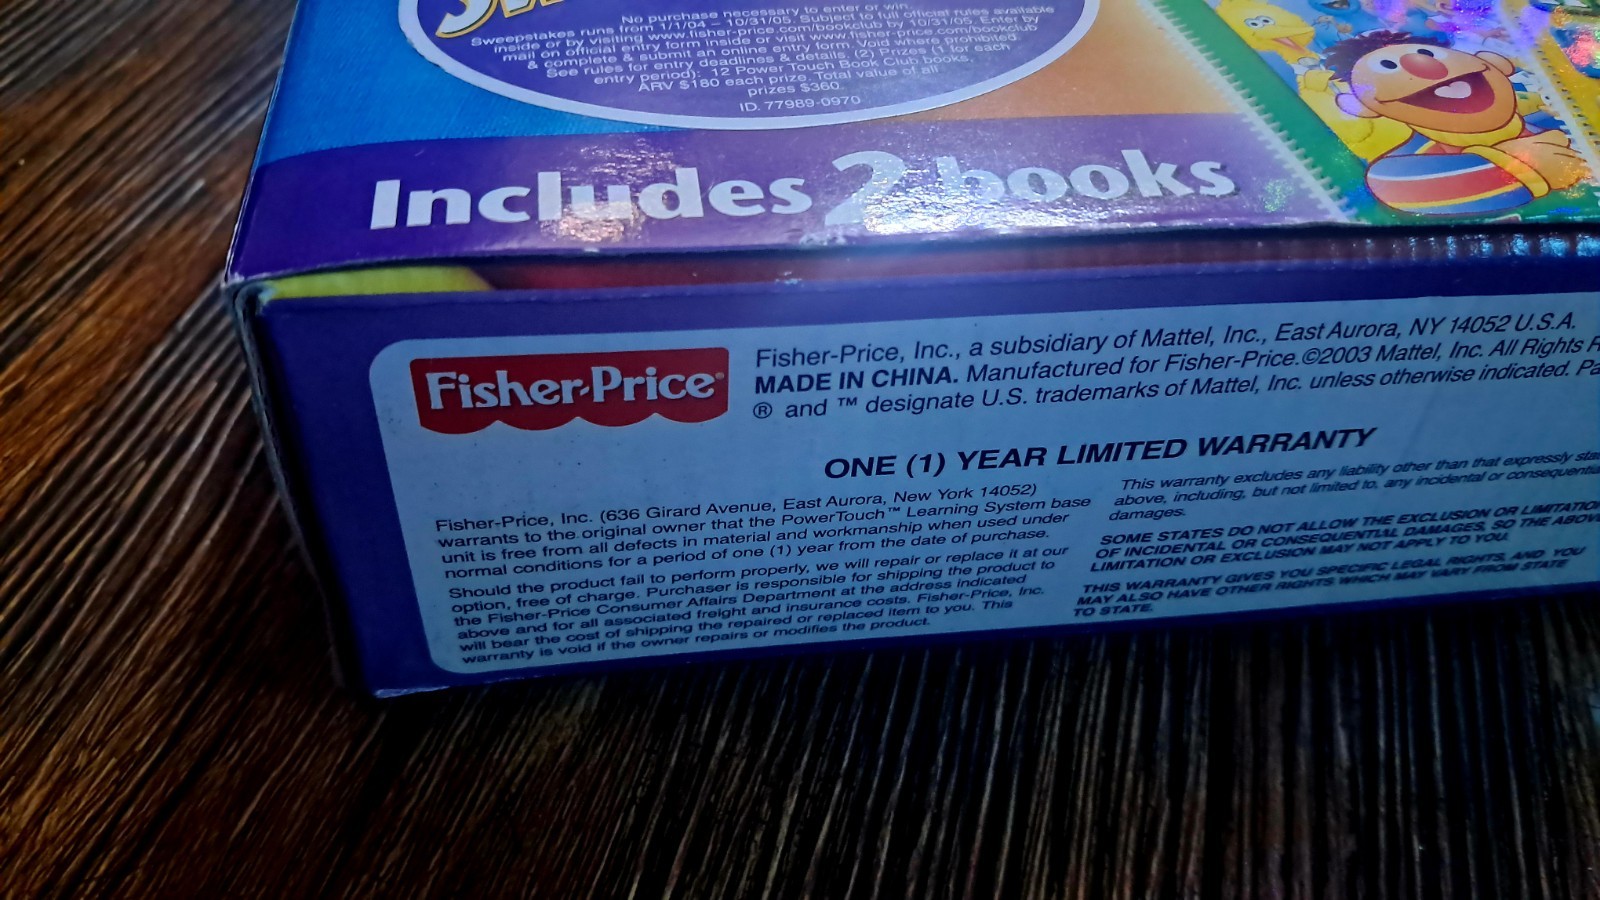 No purchase necessary to enter or win.
Sweepstakes runs from 1/1/04 – 10/31/05. Subject to full official rules available
inside or by visiting www.fisher-price.com/bookclub by 10/31/05. Enter by
mail on official entry form inside or visit www.fisher-price.com/bookclub
& complete & submit an online entry form. Void where prohibited.
See rules for entry deadlines & details. (2) Prizes (1 for each
entry period): 12 Power Touch Book Club books,
ARV $180 each prize. Total value of all
prizes $360.
ID. 77989-0970
Includes 2 books
Fisher-Price®
Fisher-Price, Inc., a subsidiary of Mattel, Inc., East Aurora, NY 14052 U.S.A.
MADE IN CHINA. Manufactured for Fisher-Price.©2003 Mattel, Inc. All Rights
® and ™ designate U.S. trademarks of Mattel, Inc. unless otherwise indicated.
ONE (1) YEAR LIMITED WARRANTY
Fisher-Price, Inc. (636 Girard Avenue, East Aurora, New York 14052)
warrants to the original owner that the PowerTouch™ Learning System base
unit is free from all defects in material and workmanship when used under
normal conditions for a period of one (1) year from the date of purchase.
Should the product fail to perform properly, we will repair or replace it at our
option, free of charge. Purchaser is responsible for shipping the product to
the Fisher-Price Consumer Affairs Department at the address indicated
above and for all associated freight and insurance costs. Fisher-Price, Inc.
will bear the cost of shipping the repaired or replaced item to you. This
warranty is void if the owner repairs or modifies the product.
This warranty excludes any liability other than that expressly
above, including, but not limited to, any incidental or consequential
damages.
SOME STATES DO NOT ALLOW THE EXCLUSION OR LIMITATION
OF INCIDENTAL OR CONSEQUENTIAL DAMAGES, SO THE ABOVE
LIMITATION OR EXCLUSION MAY NOT APPLY TO YOU.
THIS WARRANTY GIVES YOU SPECIFIC LEGAL RIGHTS, AND YOU
MAY ALSO HAVE OTHER RIGHTS WHICH MAY VARY FROM STATE
TO STATE.